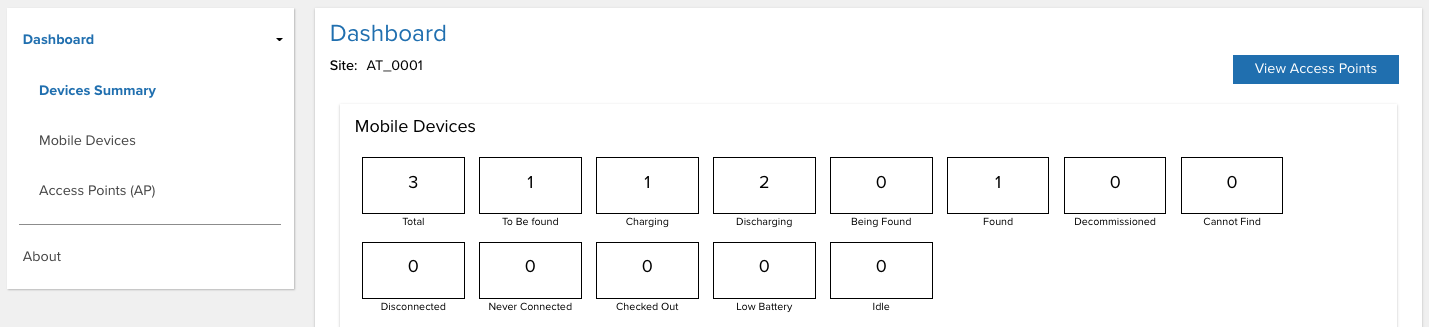 Dashboard
Devices Summary
Mobile Devices
Access Points (AP)
About
Dashboard
Site: AT_0001
View Access Points
Mobile Devices
3 1 1 2 0 1 0 0
Total To Be found Charging Discharging Being Found Found Decommissioned Cannot Find
0 0 0 0 0
Disconnected Never Connected Checked Out Low Battery Idle